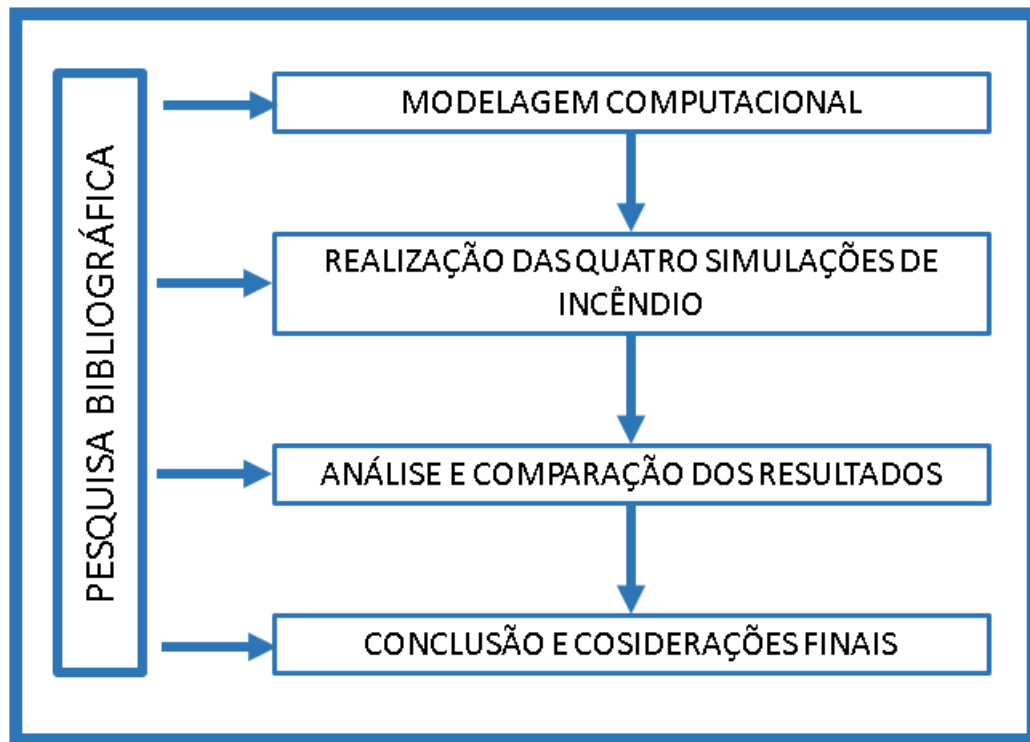 PESQUISA BIBLIOGRÁFICA
MODELAGEM COMPUTACIONAL
REALIZAÇÃO DAS QUATRO SIMULAÇÕES DE
INCÊNDIO
ANÁLISE E COMPARAÇÃO DOS RESULTADOS
CONCLUSÃO E COSIDERAÇÕES FINAIS